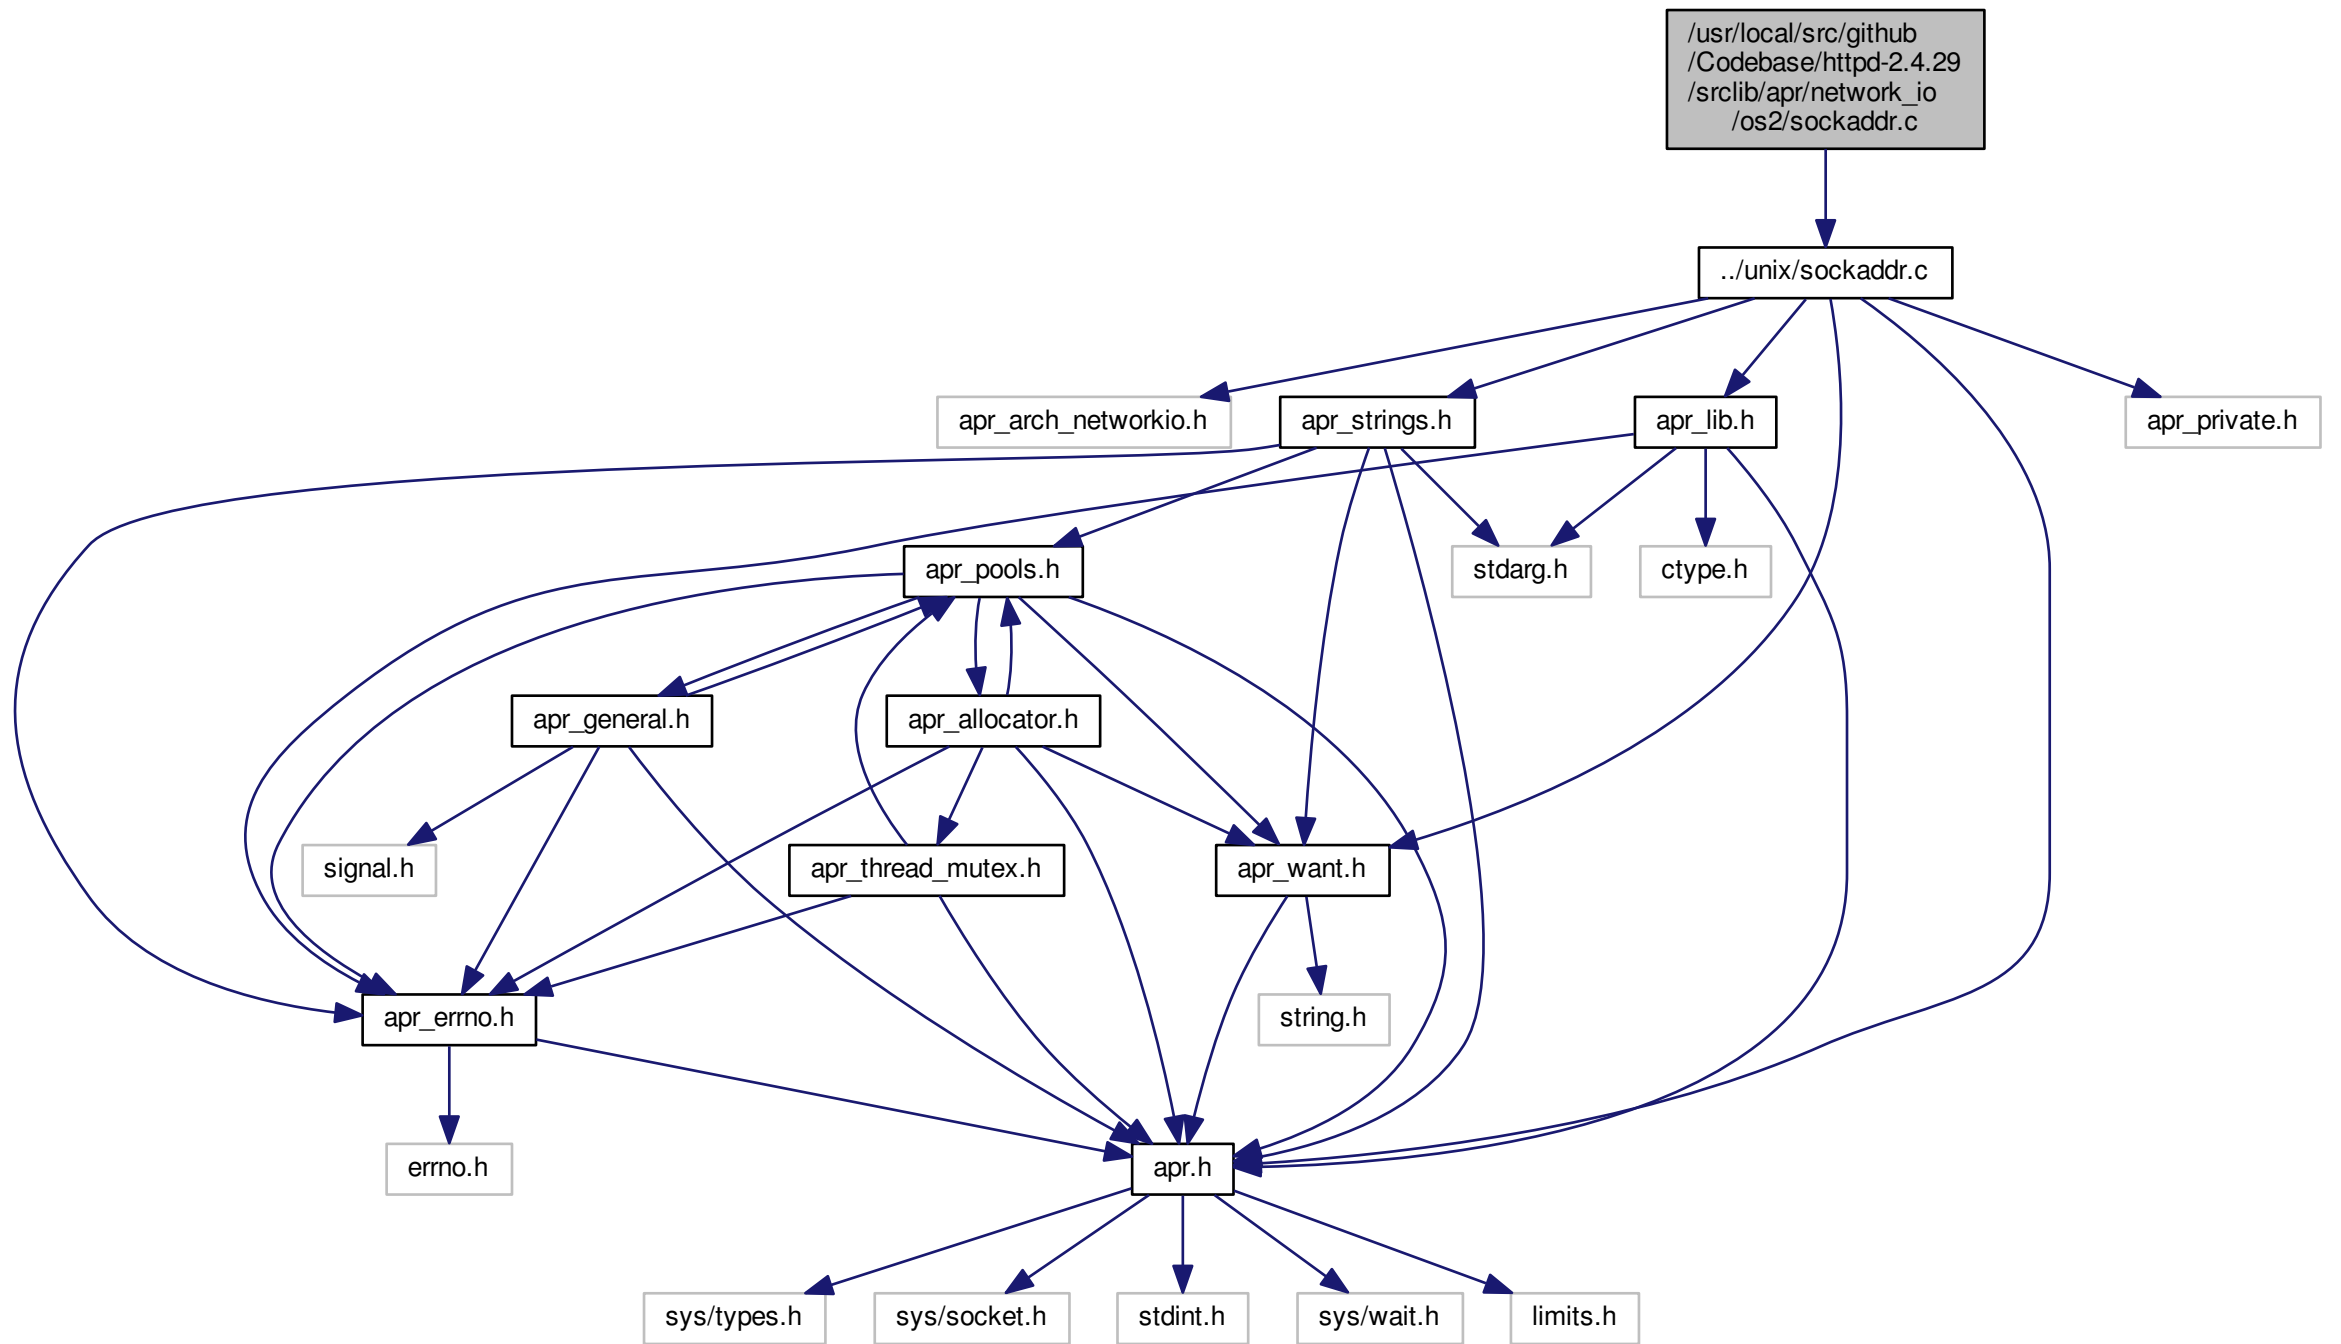 /usr/local/src/github
/Codebase/httpd-2.4.29
/srclib/apr/network_io
/os2/sockaddr.c
../unix/sockaddr.c
apr_arch_networkio.h
apr_strings.h
apr_lib.h
apr_private.h
apr_pools.h
stdarg.h
ctype.h
apr_general.h
apr_allocator.h
signal.h
apr_thread_mutex.h
apr_want.h
apr_errno.h
string.h
errno.h
apr.h
sys/types.h
sys/socket.h
stdint.h
sys/wait.h
limits.h